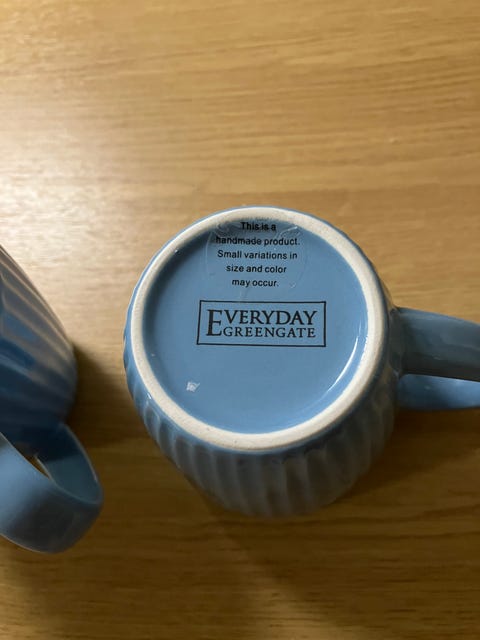 This is a
handmade product.
Small variations in
size and color
may occur.
EVERYDAY
GREENGATE